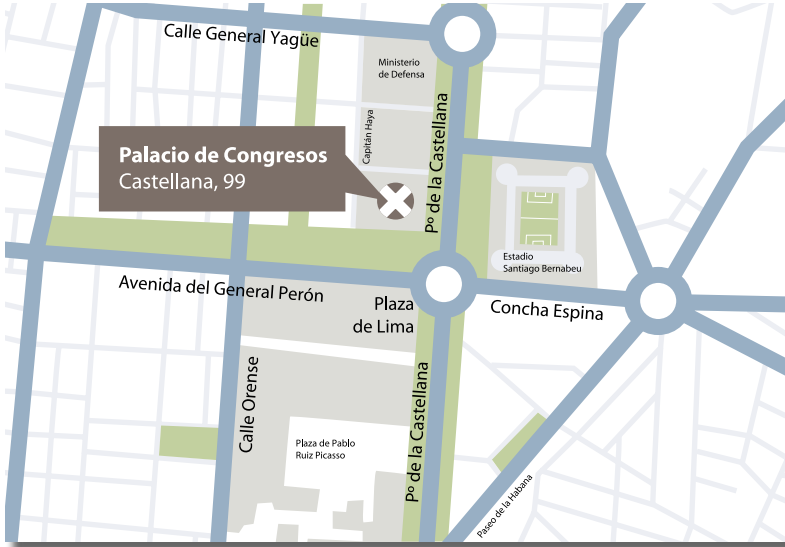 Calle General Yagüe
Ministerio
de Defensa
Capitán Haya
Pº de la Castellana
Palacio de Congresos
Castellana, 99
Estadio
Santiago Bernabeu
Avenida del General Perón
Plaza
de Lima
Concha Espina
Calle Orense
Pº de la Castellana
Plaza de Pablo
Ruiz Picasso
Paseo de la Habana